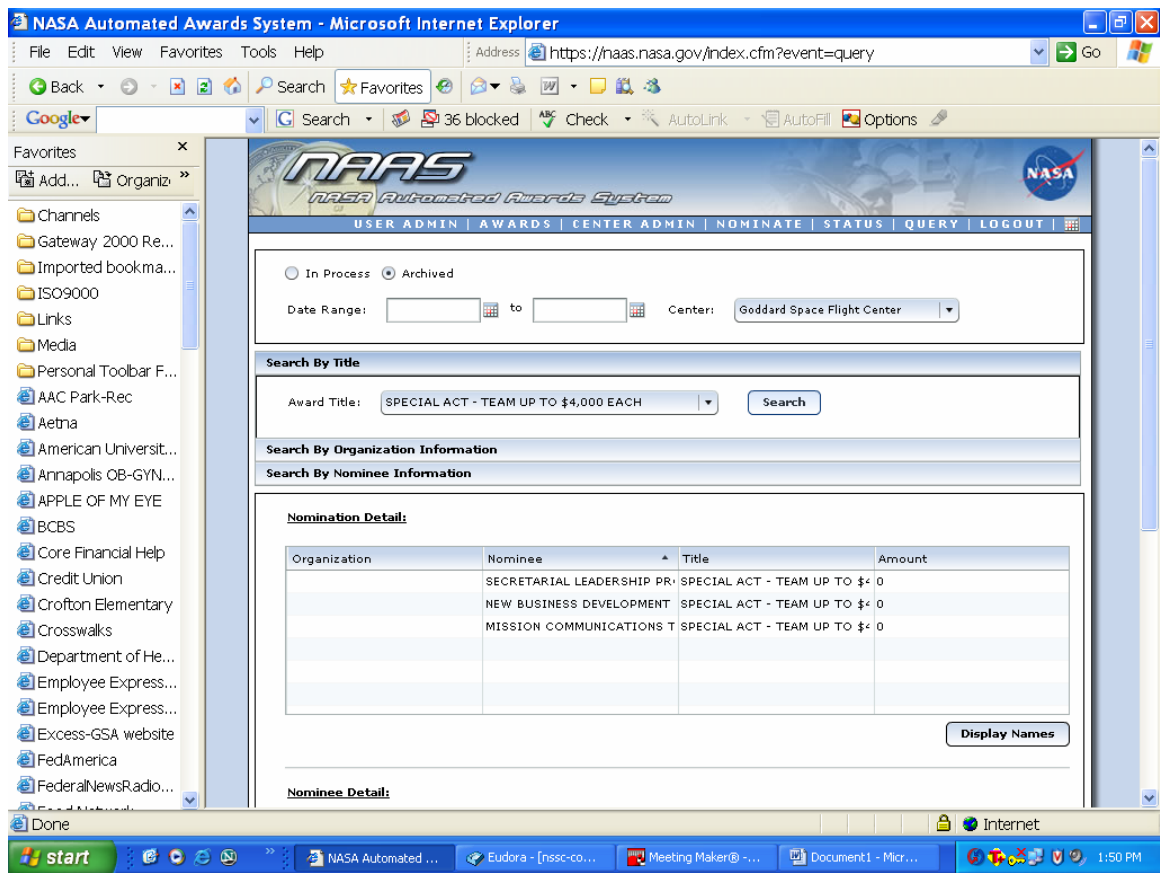 NASA Automated Awards System - Microsoft Internet Explorer
File Edit View Favorites Tools Help Address https://naas.nasa.gov/index.cfm?event=query Go
Back Search Favorites
Google Search 36 blocked ABC Check AutoLink AutoFill Options
Favorites x
Add... Organiz »
Channels
Gateway 2000 Re...
Imported bookma...
ISO9000
Links
Media
Personal Toolbar F...
AAC Park-Rec
Aetna
American Universit...
Annapolis OB-GYN...
APPLE OF MY EYE
BCBS
Core Financial Help
Credit Union
Crofton Elementary
Crosswalks
Department of He...
Employee Express...
Employee Express...
Excess-GSA website
FedAmerica
FederalNewsRadio...
Food Network
NAAS
NASA Automated Awards System
NASA
USER ADMIN | AWARDS | CENTER ADMIN | NOMINATE | STATUS | QUERY | LOGOUT |
In Process Archived
Date Range: to Center: Goddard Space Flight Center
Search By Title
Award Title: SPECIAL ACT - TEAM UP TO $4,000 EACH Search
Search By Organization Information
Search By Nominee Information
Nomination Detail:
Organization Nominee Title Amount
SECRETARIAL LEADERSHIP PR SPECIAL ACT - TEAM UP TO $4 0
NEW BUSINESS DEVELOPMENT SPECIAL ACT - TEAM UP TO $4 0
MISSION COMMUNICATIONS T SPECIAL ACT - TEAM UP TO $4 0
Display Names
Nominee Detail:
Done Internet
start » NASA Automated ... Eudora - [nssc-co... Meeting Maker® -... Document1 - Micr... 1:50 PM